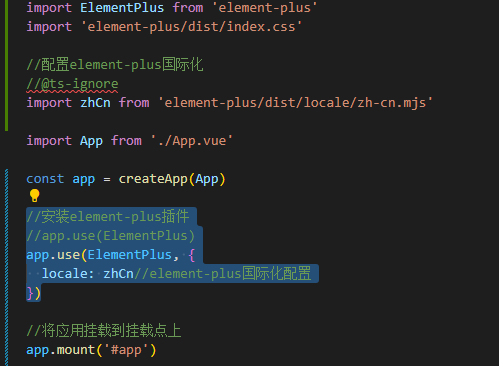 import ElementPlus from 'element-plus'
import 'element-plus/dist/index.css'
//配置element-plus国际化
//@ts-ignore
import zhCn from 'element-plus/dist/locale/zh-cn.mjs'
import App from './App.vue'
const app = createApp(App)
//安装element-plus插件
//app.use(ElementPlus)
app.use(ElementPlus, {
  locale: zhCn//element-plus国际化配置
})
//将应用挂载到挂载点上
app.mount('#app')